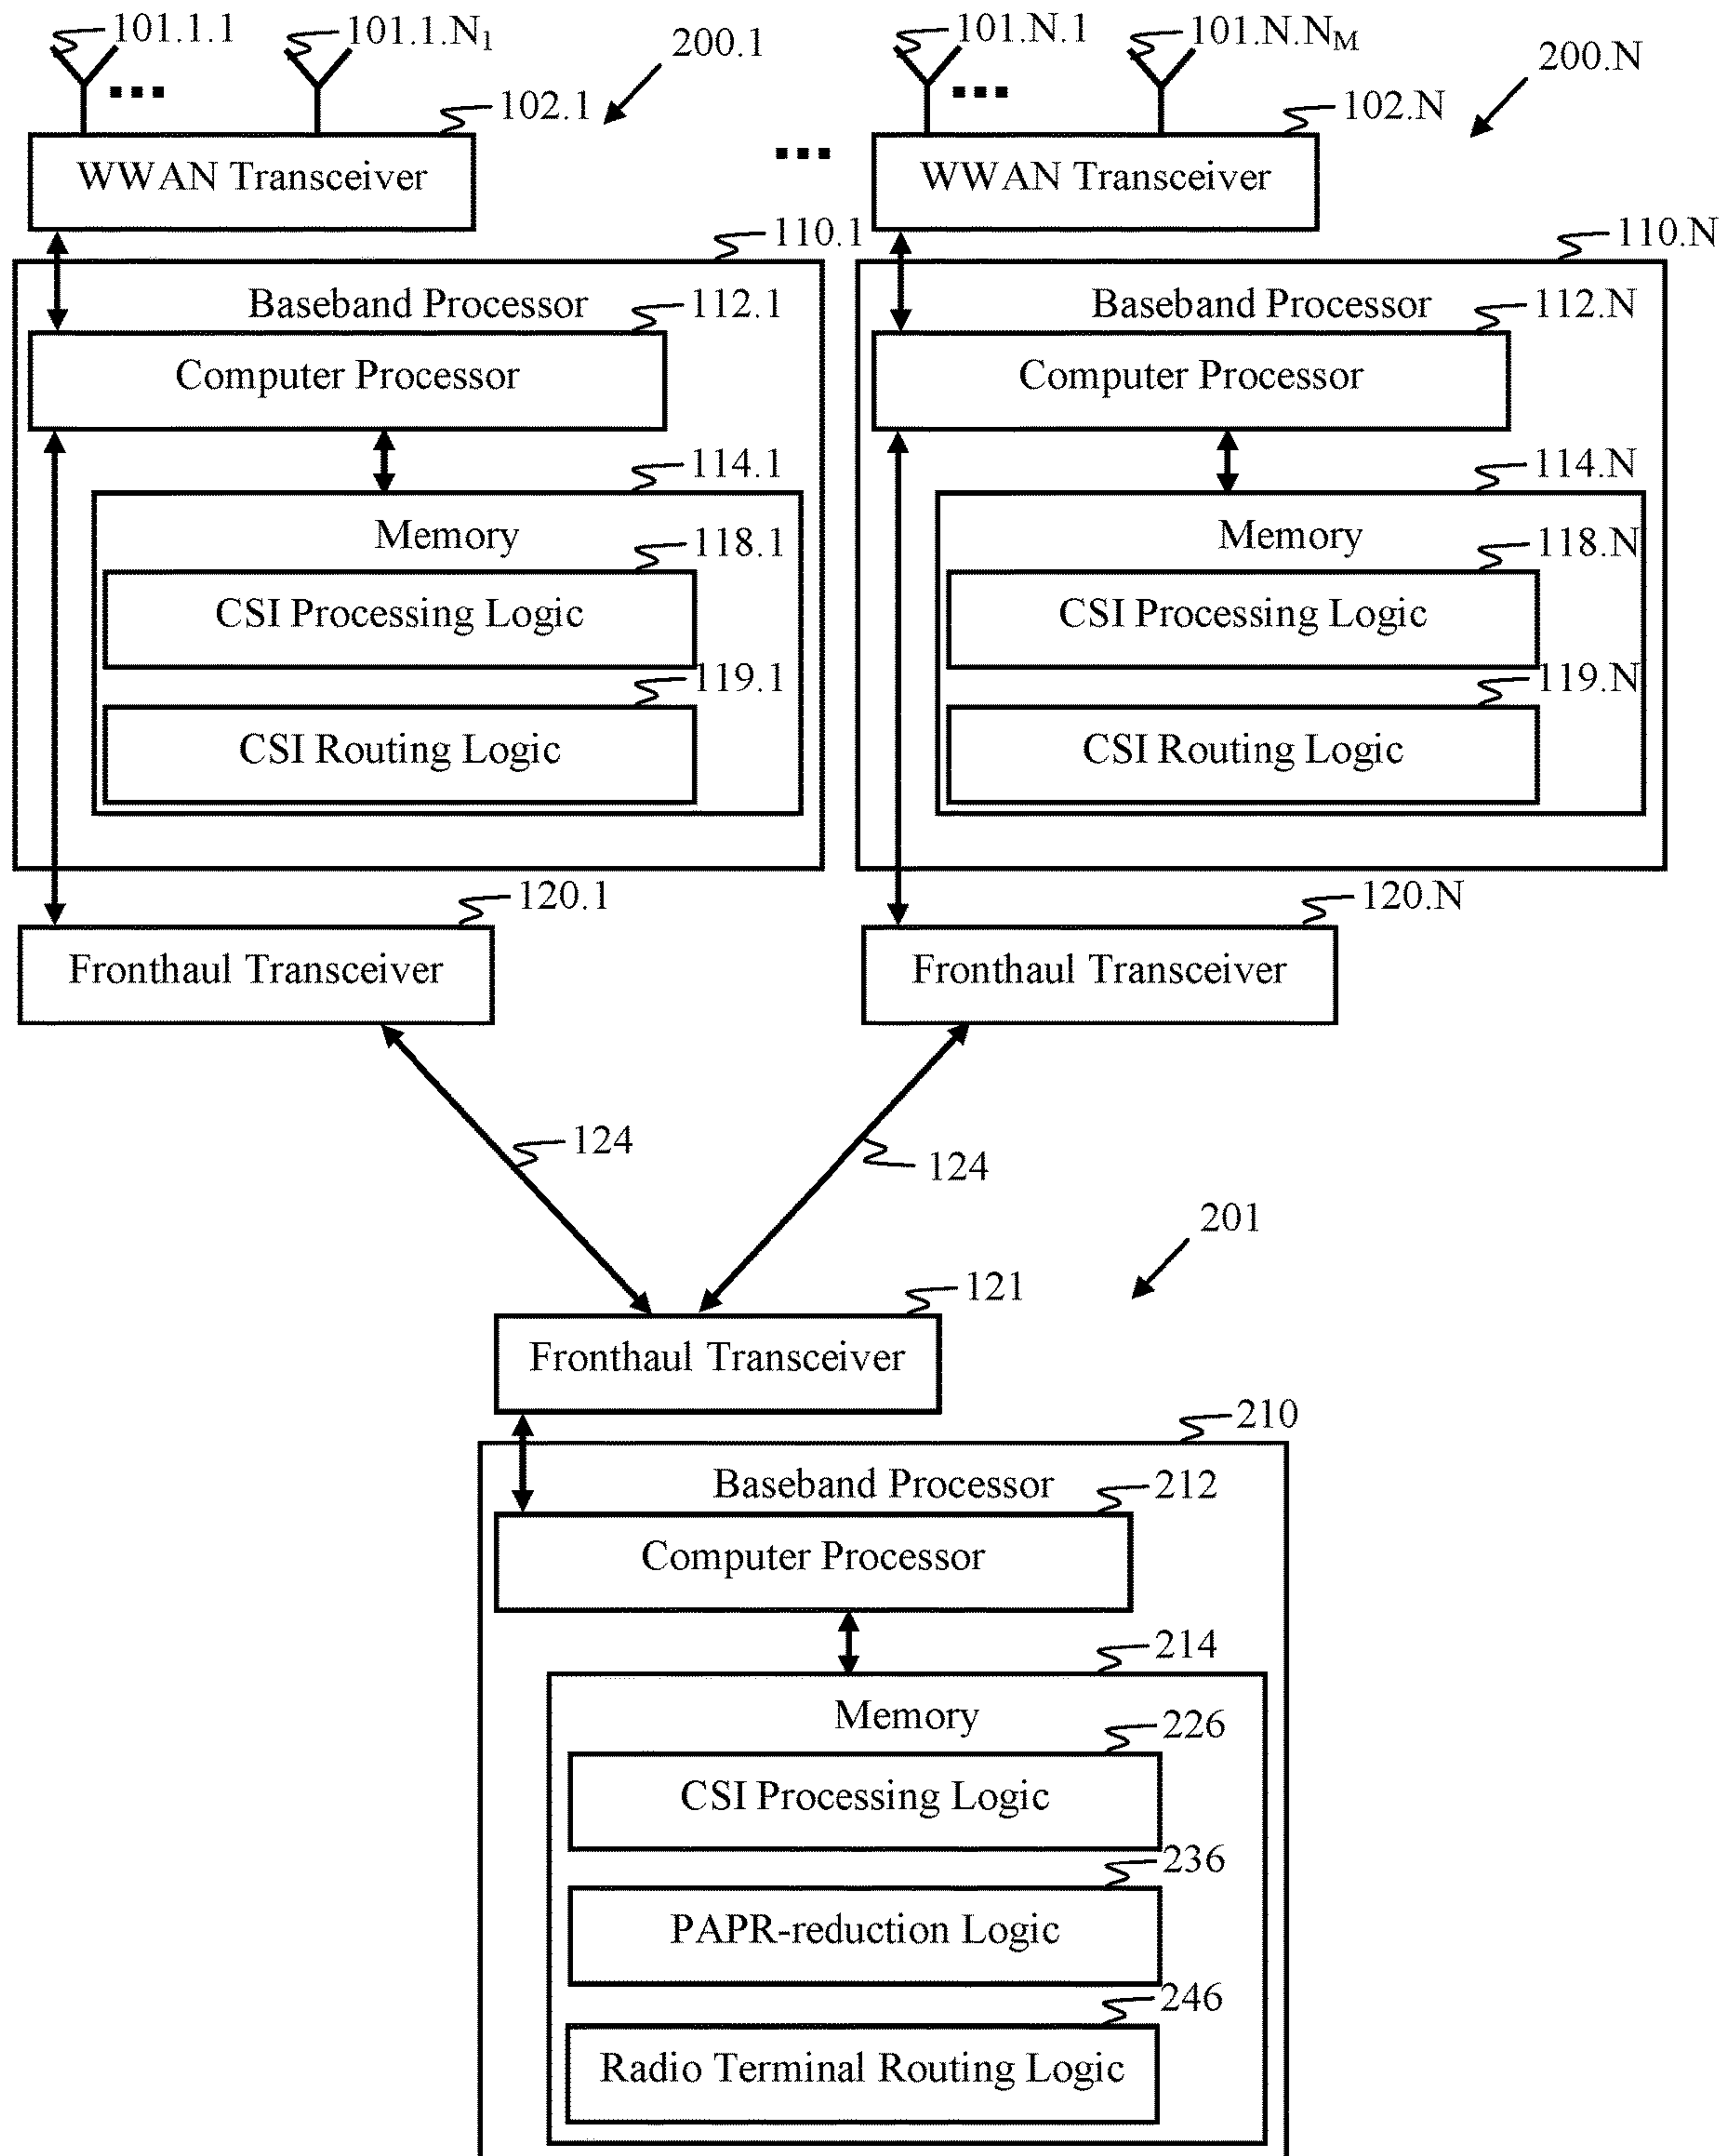 101.1.1
101.1.N1
200.1
101.N.1
101.N.NM
200.N
102.1
102.N
WWAN Transceiver
...
WWAN Transceiver
110.1
110.N
Baseband Processor
112.1
Baseband Processor
112.N
Computer Processor
Computer Processor
114.1
114.N
Memory
118.1
Memory
118.N
CSI Processing Logic
CSI Processing Logic
119.1
119.N
CSI Routing Logic
CSI Routing Logic
120.1
120.N
Fronthaul Transceiver
Fronthaul Transceiver
124
124
201
121
Fronthaul Transceiver
210
Baseband Processor
212
Computer Processor
214
Memory
226
CSI Processing Logic
236
PAPR-reduction Logic
246
Radio Terminal Routing Logic